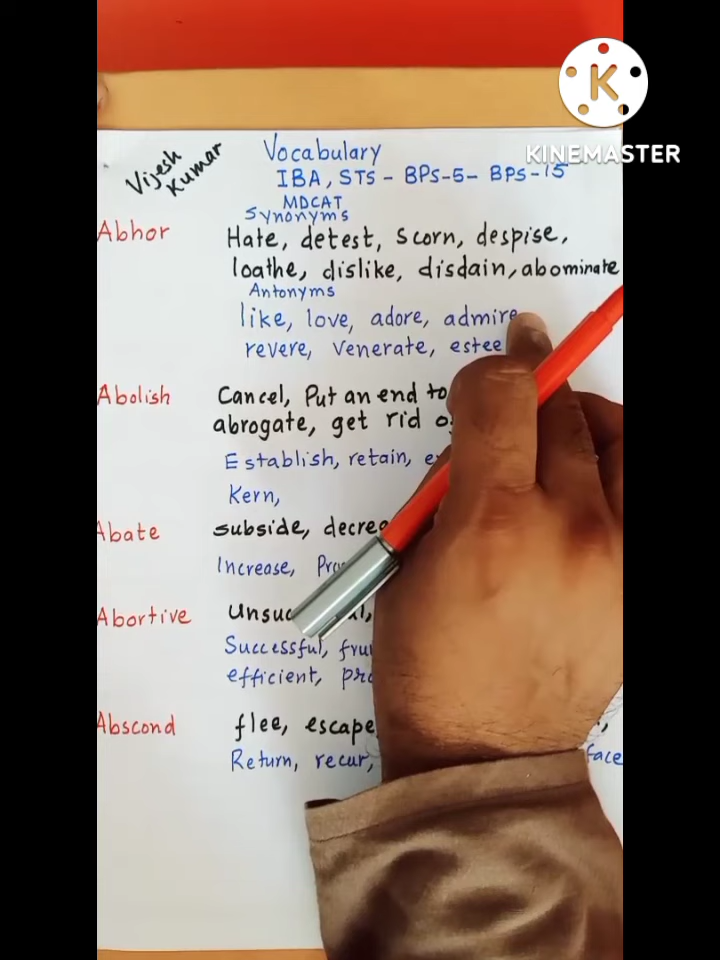 K
KINEMASTER
Vijesh
Kumar
Vocabulary
IBA, STS - BPS-5- BPS-15
MDCAT
Synonyms
Abhor
Hate, detest, scorn, despise,
loathe, dislike, disdain, abominate
Antonyms
like, love, adore, admire
revere, venerate,
Abolish
Cancel, Put an end to
abrogate, get rid
Establish, retain,
Kern,
Abate
subside,
Increase,
Abortive
Successful,
efficient,
Abscond
flee, escape
Return, recur,
face